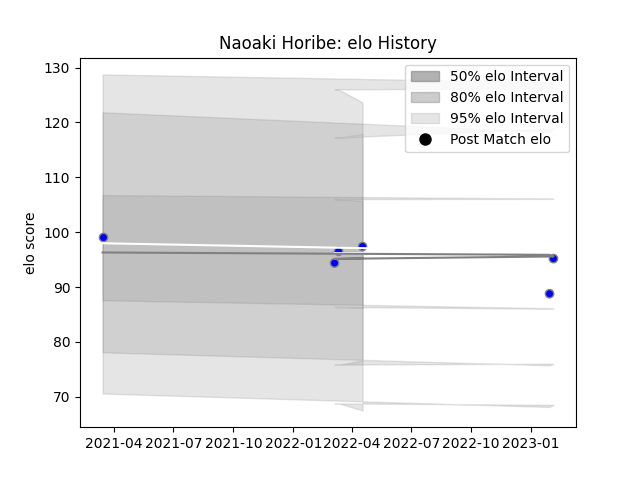 Naoaki Horibe: elo History
130
120
110
100
90
80
70
elo score
50% elo Interval
80% elo Interval
95% elo Interval
Post Match elo
2021-04 2021-07 2021-10 2022-01 2022-04 2022-07 2022-10 2023-01